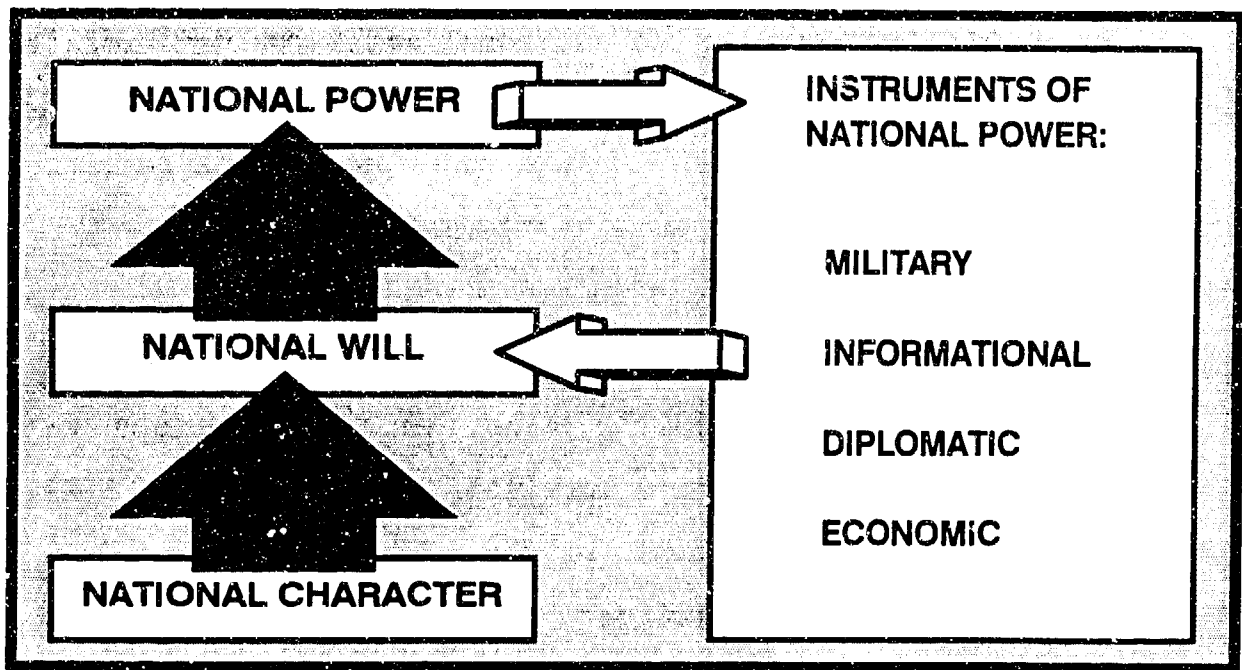 NATIONAL POWER
NATIONAL WILL
NATIONAL CHARACTER
INSTRUMENTS OF
NATIONAL POWER:
MILITARY
INFORMATIONAL
DIPLOMATIC
ECONOMIC